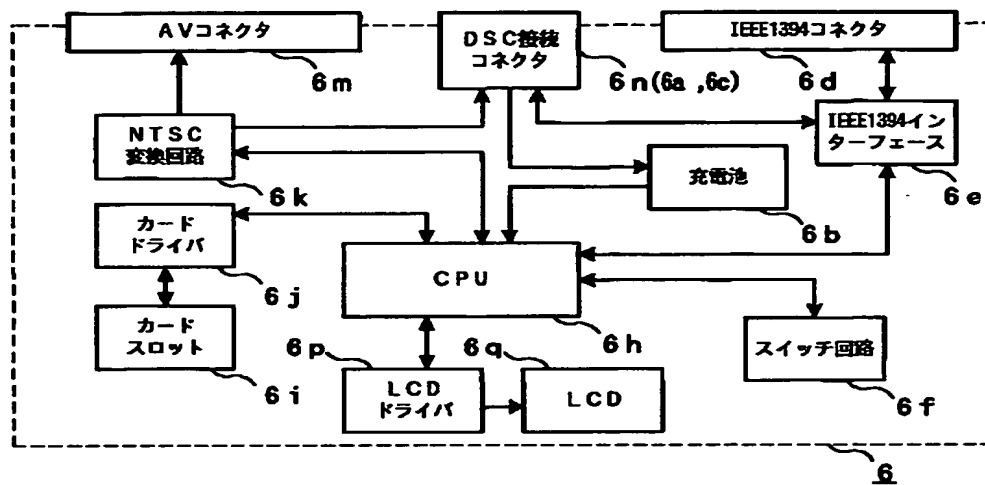 AVコネクタ
6m
DSC接続
コネクタ
6n(6a,6c)
IEEE1394コネクタ
6d
NTSC
変換回路
6k
IEEE1394イン
ターフェース
6e
充電池
6b
カード
ドライバ
6j
CPU
6h
カード
スロット
6i
スイッチ回路
6f
6p
LCD
ドライバ
6q
LCD
6